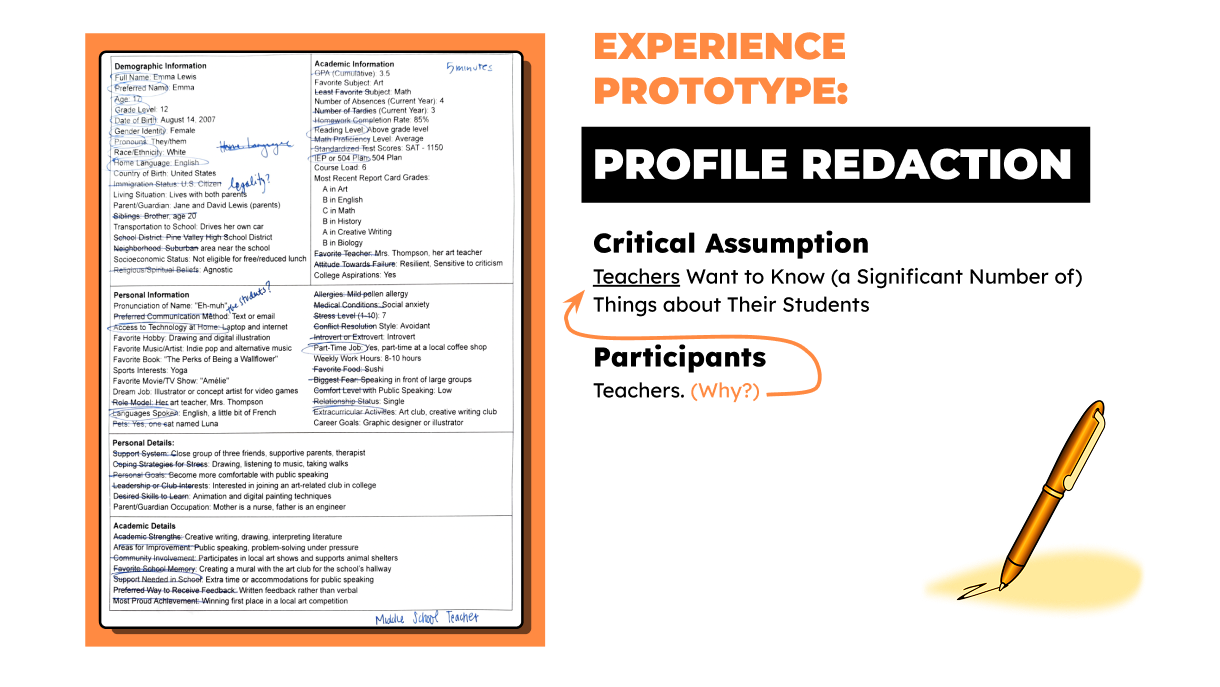 Demographic Information
Full Name: Emma Lewis
Preferred Name: Emma
Age: 17
Grade Level: 12
Date of Birth: August 14, 2007
Gender Identity: Female
Pronouns: They/them
Race/Ethnicity: White
Home Language
Home Language: English
Country of Birth: United States
Immigration Status: U.S. Citizen
legality?
Living Situation: Lives with both parents
Parent/Guardian: Jane and David Lewis (parents)
Siblings: Brother, age 20
Transportation to School: Drives her own car
School District: Pine Valley High School District
Neighborhood: Suburban area near the school
Socioeconomic Status: Not eligible for free/reduced lunch
Religious/Spiritual Beliefs: Agnostic
Academic Information
5 minutes
GPA (Cumulative): 3.5
Favorite Subject: Art
Least Favorite Subject: Math
Number of Absences (Current Year): 4
Number of Tardies (Current Year): 3
Homework Completion Rate: 85%
Reading Level: Above grade level
Math Proficiency Level: Average
Standardized Test Scores: SAT - 1150
IEP or 504 Plan: 504 Plan
Course Load: 6
Most Recent Report Card Grades:
A in Art
B in English
C in Math
B in History
A in Creative Writing
B in Biology
Favorite Teacher: Mrs. Thompson, her art teacher
Attitude Towards Failure: Resilient, Sensitive to criticism
College Aspirations: Yes
Personal Information
Pronunciation of Name: "Eh-muh"
the students?
Preferred Communication Method: Text or email
Access to Technology at Home: Laptop and internet
Favorite Hobby: Drawing and digital illustration
Favorite Music/Artist: Indie pop and alternative music
Favorite Book: "The Perks of Being a Wallflower"
Sports Interests: Yoga
Favorite Movie/TV Show: "Amélie"
Dream Job: Illustrator or concept artist for video games
Role Model: Her art teacher, Mrs. Thompson
Languages Spoken: English, a little bit of French
Pets: Yes, one cat named Luna
Allergies: Mild pollen allergy
Medical Conditions: Social anxiety
Stress Level (1-10): 7
Conflict Resolution Style: Avoidant
Introvert or Extrovert: Introvert
Part-Time Job: Yes, part-time at a local coffee shop
Weekly Work Hours: 8-10 hours
Favorite Food: Sushi
Biggest Fear: Speaking in front of large groups
Comfort Level with Public Speaking: Low
Relationship Status: Single
Extracurricular Activities: Art club, creative writing club
Career Goals: Graphic designer or illustrator
Personal Details:
Support System: Close group of three friends, supportive parents, therapist
Coping Strategies for Stress: Drawing, listening to music, taking walks
Personal Goals: Become more comfortable with public speaking
Leadership or Club Interests: Interested in joining an art-related club in college
Desired Skills to Learn: Animation and digital painting techniques
Parent/Guardian Occupation: Mother is a nurse, father is an engineer
Academic Details
Academic Strengths: Creative writing, drawing, interpreting literature
Areas for Improvement: Public speaking, problem-solving under pressure
Community Involvement: Participates in local art shows and supports animal shelters
Favorite School Memory: Creating a mural with the art club for the school's hallway
Support Needed in School: Extra time or accommodations for public speaking
Preferred Way to Receive Feedback: Written feedback rather than verbal
Most Proud Achievement: Winning first place in a local art competition
Middle School Teacher
EXPERIENCE
PROTOTYPE:
PROFILE REDACTION
Critical Assumption
Teachers Want to Know (a Significant Number of)
Things about Their Students
Participants
Teachers. (Why?)